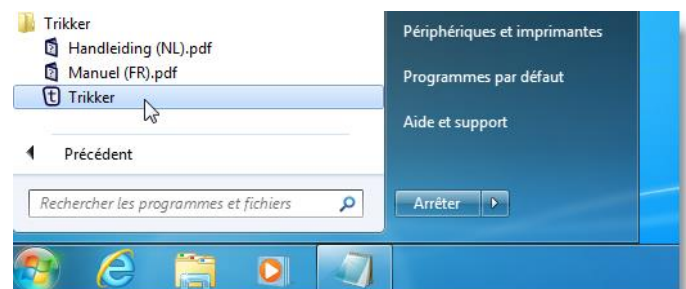 Trikker
Handleiding (NL).pdf
Manuel (FR).pdf
Trikker
Précédent
Rechercher les programmes et fichiers
Périphériques et imprimantes
Programmes par défaut
Aide et support
Arrêter